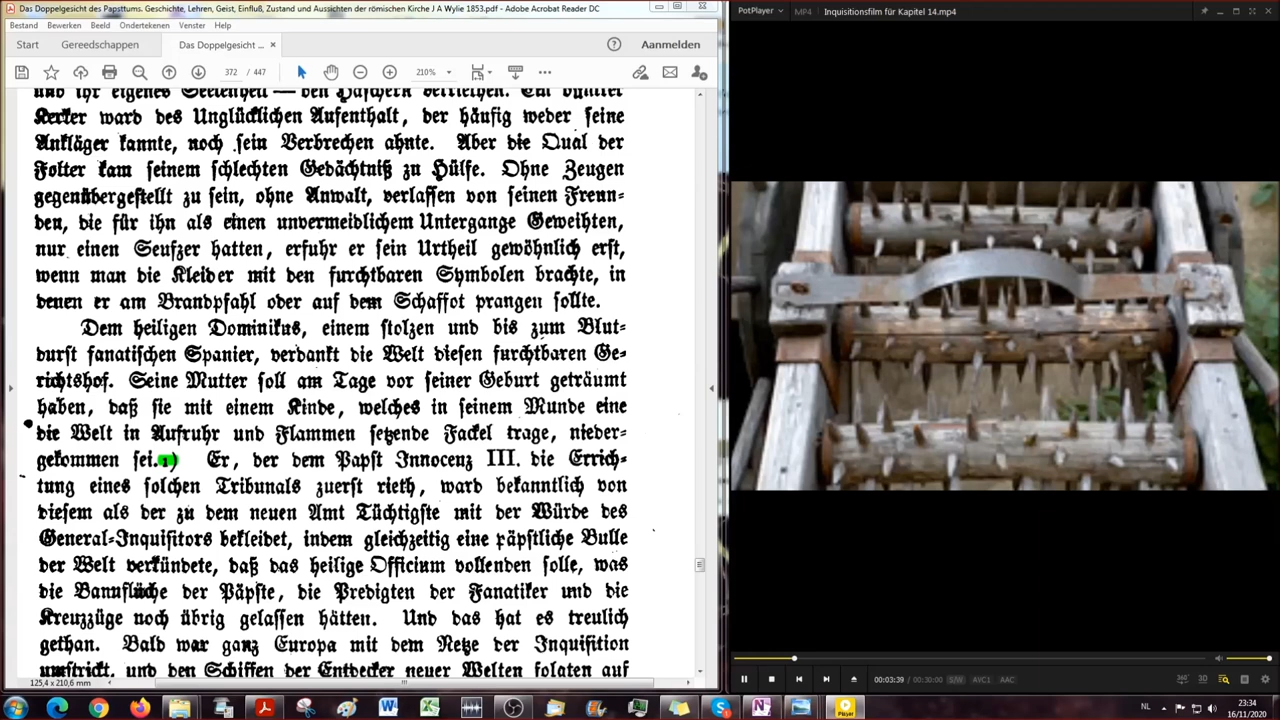 Das Doppelgesicht des Papsttums. Geschichte, Lehren, Geist, Einfluß, Zustand und Aussichten der römischen Kirche J A Wylie 1853.pdf - Adobe Acrobat Reader DC
Bestand Bewerken Beeld Ondertekenen Venster Help
Start Gereedschappen Das Doppelgesicht ... × Anmelden
372 / 447 210%
und ihr eigenes Seelenheil — den Häschern
Kerker ward des Unglücklichen Aufenthalt, der häufig weder seine
Ankläger kannte, noch sein Verbrechen ahnte. Aber die Qual der
Folter kam seinem schlechten Gedächtniß zu Hülfe. Ohne Zeugen
gegenübergestellt zu sein, ohne Anwalt, verlassen von seinen Freun-
den, die für ihn als einen unvermeidlichem Untergange Geweihten,
nur einen Seufzer hatten, erfuhr er sein Urtheil gewöhnlich erst,
wenn man die Kleider mit den furchtbaren Symbolen brachte, in
denen er am Brandpfahl oder auf dem Schaffot prangen sollte.
Dem heiligen Dominikus, einem stolzen und bis zum Blut-
durst fanatischen Spanier, verdankt die Welt diesen furchtbaren Ge-
richtshof. Seine Mutter soll am Tage vor seiner Geburt geträumt
haben, daß sie mit einem Kinde, welches in seinem Munde eine
die Welt in Aufruhr und Flammen setzende Fackel trage, nieder-
gekommen sei.1) Er, der dem Papst Innocenz III. die Errich-
tung eines solchen Tribunals zuerst rieth, ward bekanntlich von
diesem als der zu dem neuen Amt Tüchtigste mit der Würde des
General-Inquisitors bekleidet, indem gleichzeitig eine päpstliche Bulle
der Welt verkündete, daß das heilige Officium vollenden solle, was
die Bannflüche der Päpste, die Predigten der Fanatiker und die
Kreuzzüge noch übrig gelassen hätten. Und das hat es treulich
gethan. Bald war ganz Europa mit dem Netze der Inquisition
umstrickt, und den Schiffen der Entdecker neuer Welten folgten auf
125,4 x 210,6 mm
PotPlayer MP4 Inquisitionsfilm für Kapitel 14.mp4
00:03:39 / 00:30:00 S/W AVC1 AAC
360° 3D
NL 23:34
16/11/2020